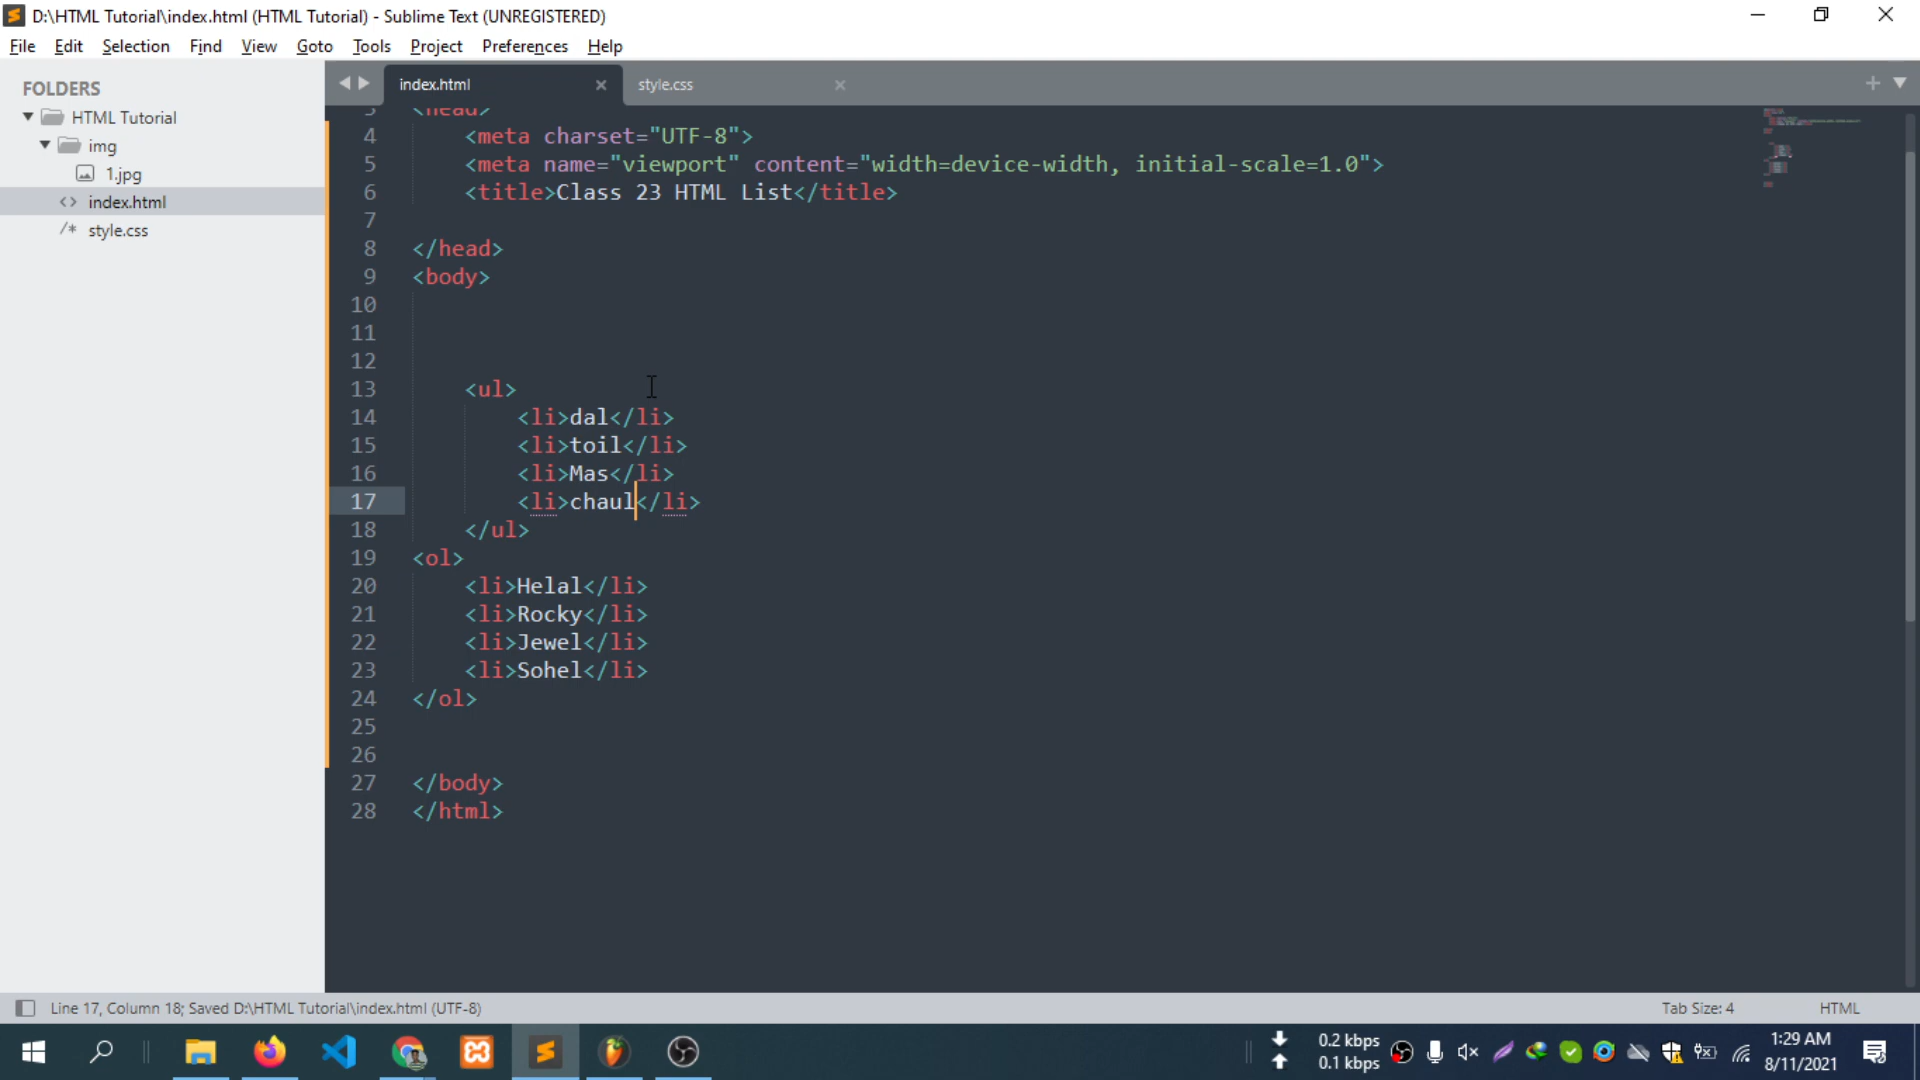 D:\HTML Tutorial\index.html (HTML Tutorial) - Sublime Text (UNREGISTERED)
File Edit Selection Find View Goto Tools Project Preferences Help
FOLDERS
HTML Tutorial
img
1.jpg
index.html
style.css
index.html
style.css
3 <head>
4 <meta charset="UTF-8">
5 <meta name="viewport" content="width=device-width, initial-scale=1.0">
6 <title>Class 23 HTML List</title>
7
8 </head>
9 <body>
10
11
12
13 <ul>
14 <li>dal</li>
15 <li>toil</li>
16 <li>Mas</li>
17 <li>chaul</li>
18 </ul>
19 <ol>
20 <li>Helal</li>
21 <li>Rocky</li>
22 <li>Jewel</li>
23 <li>Sohel</li>
24 </ol>
25
26
27 </body>
28 </html>
Line 17, Column 18; Saved D:\HTML Tutorial\index.html (UTF-8)
Tab Size: 4
HTML
0.2 kbps
0.1 kbps
1:29 AM
8/11/2021